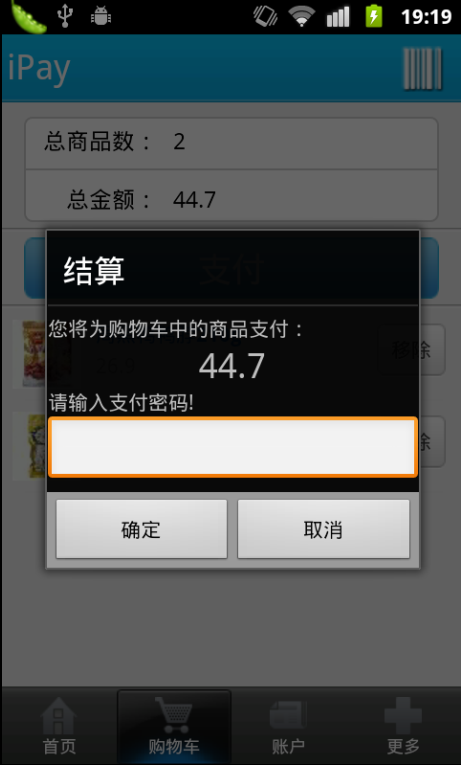 19:19
iPay
总商品数： 2
总金额： 44.7
支付
结算
您将为购物车中的商品支付：
44.7
请输入支付密码!
确定 取消
移除
除
首页 购物车 账户 更多